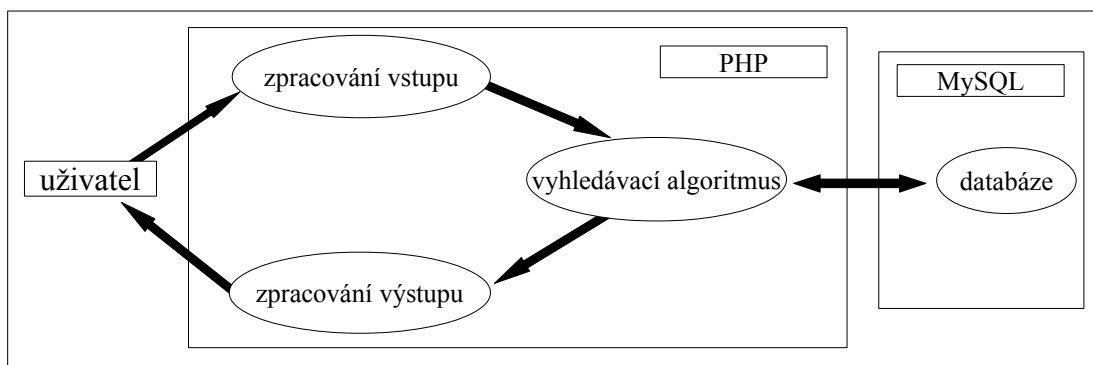 zpracování vstupu
PHP
MySQL
uživatel
vyhledávací algoritmus
databáze
zpracování výstupu